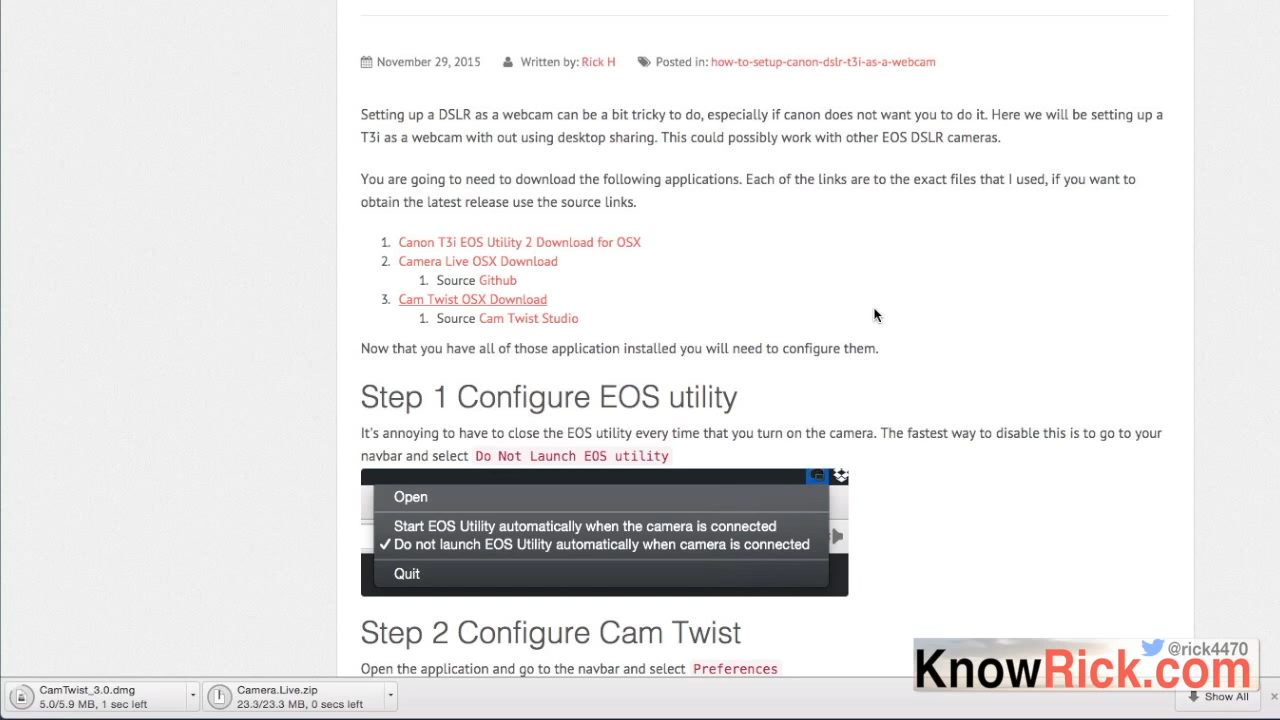 November 29, 2015 Written by: Rick H Posted in: how-to-setup-canon-dslr-t3i-as-a-webcam
Setting up a DSLR as a webcam can be a bit tricky to do, especially if canon does not want you to do it. Here we will be setting up a
T3i as a webcam with out using desktop sharing. This could possibly work with other EOS DSLR cameras.
You are going to need to download the following applications. Each of the links are to the exact files that I used, if you want to
obtain the latest release use the source links.
1. Canon T3i EOS Utility 2 Download for OSX
2. Camera Live OSX Download
1. Source Github
3. Cam Twist OSX Download
1. Source Cam Twist Studio
Now that you have all of those application installed you will need to configure them.
Step 1 Configure EOS utility
It's annoying to have to close the EOS utility every time that you turn on the camera. The fastest way to disable this is to go to your
navbar and select Do Not Launch EOS utility
Open
Start EOS Utility automatically when the camera is connected
✓ Do not launch EOS Utility automatically when camera is connected
Quit
Step 2 Configure Cam Twist
Open the application and go to the navbar and select Preferences
@rick4470
KnowRick.com
CamTwist_3.0.dmg
5.0/5.9 MB, 1 sec left
Camera.Live.zip
23.3/23.3 MB, 0 secs left
Show All